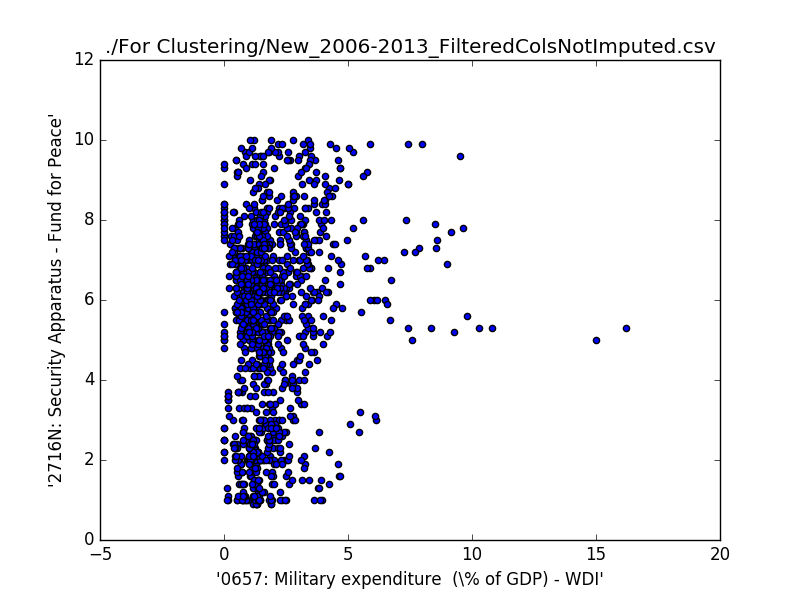 ./For Clustering/New_2006-2013_FilteredColsNotImputed.csv
12
10
8
6
4
2
0
'2716N: Security Apparatus - Fund for Peace'
−5 0 5 10 15 20
'0657: Military expenditure  (\% of GDP) - WDI'